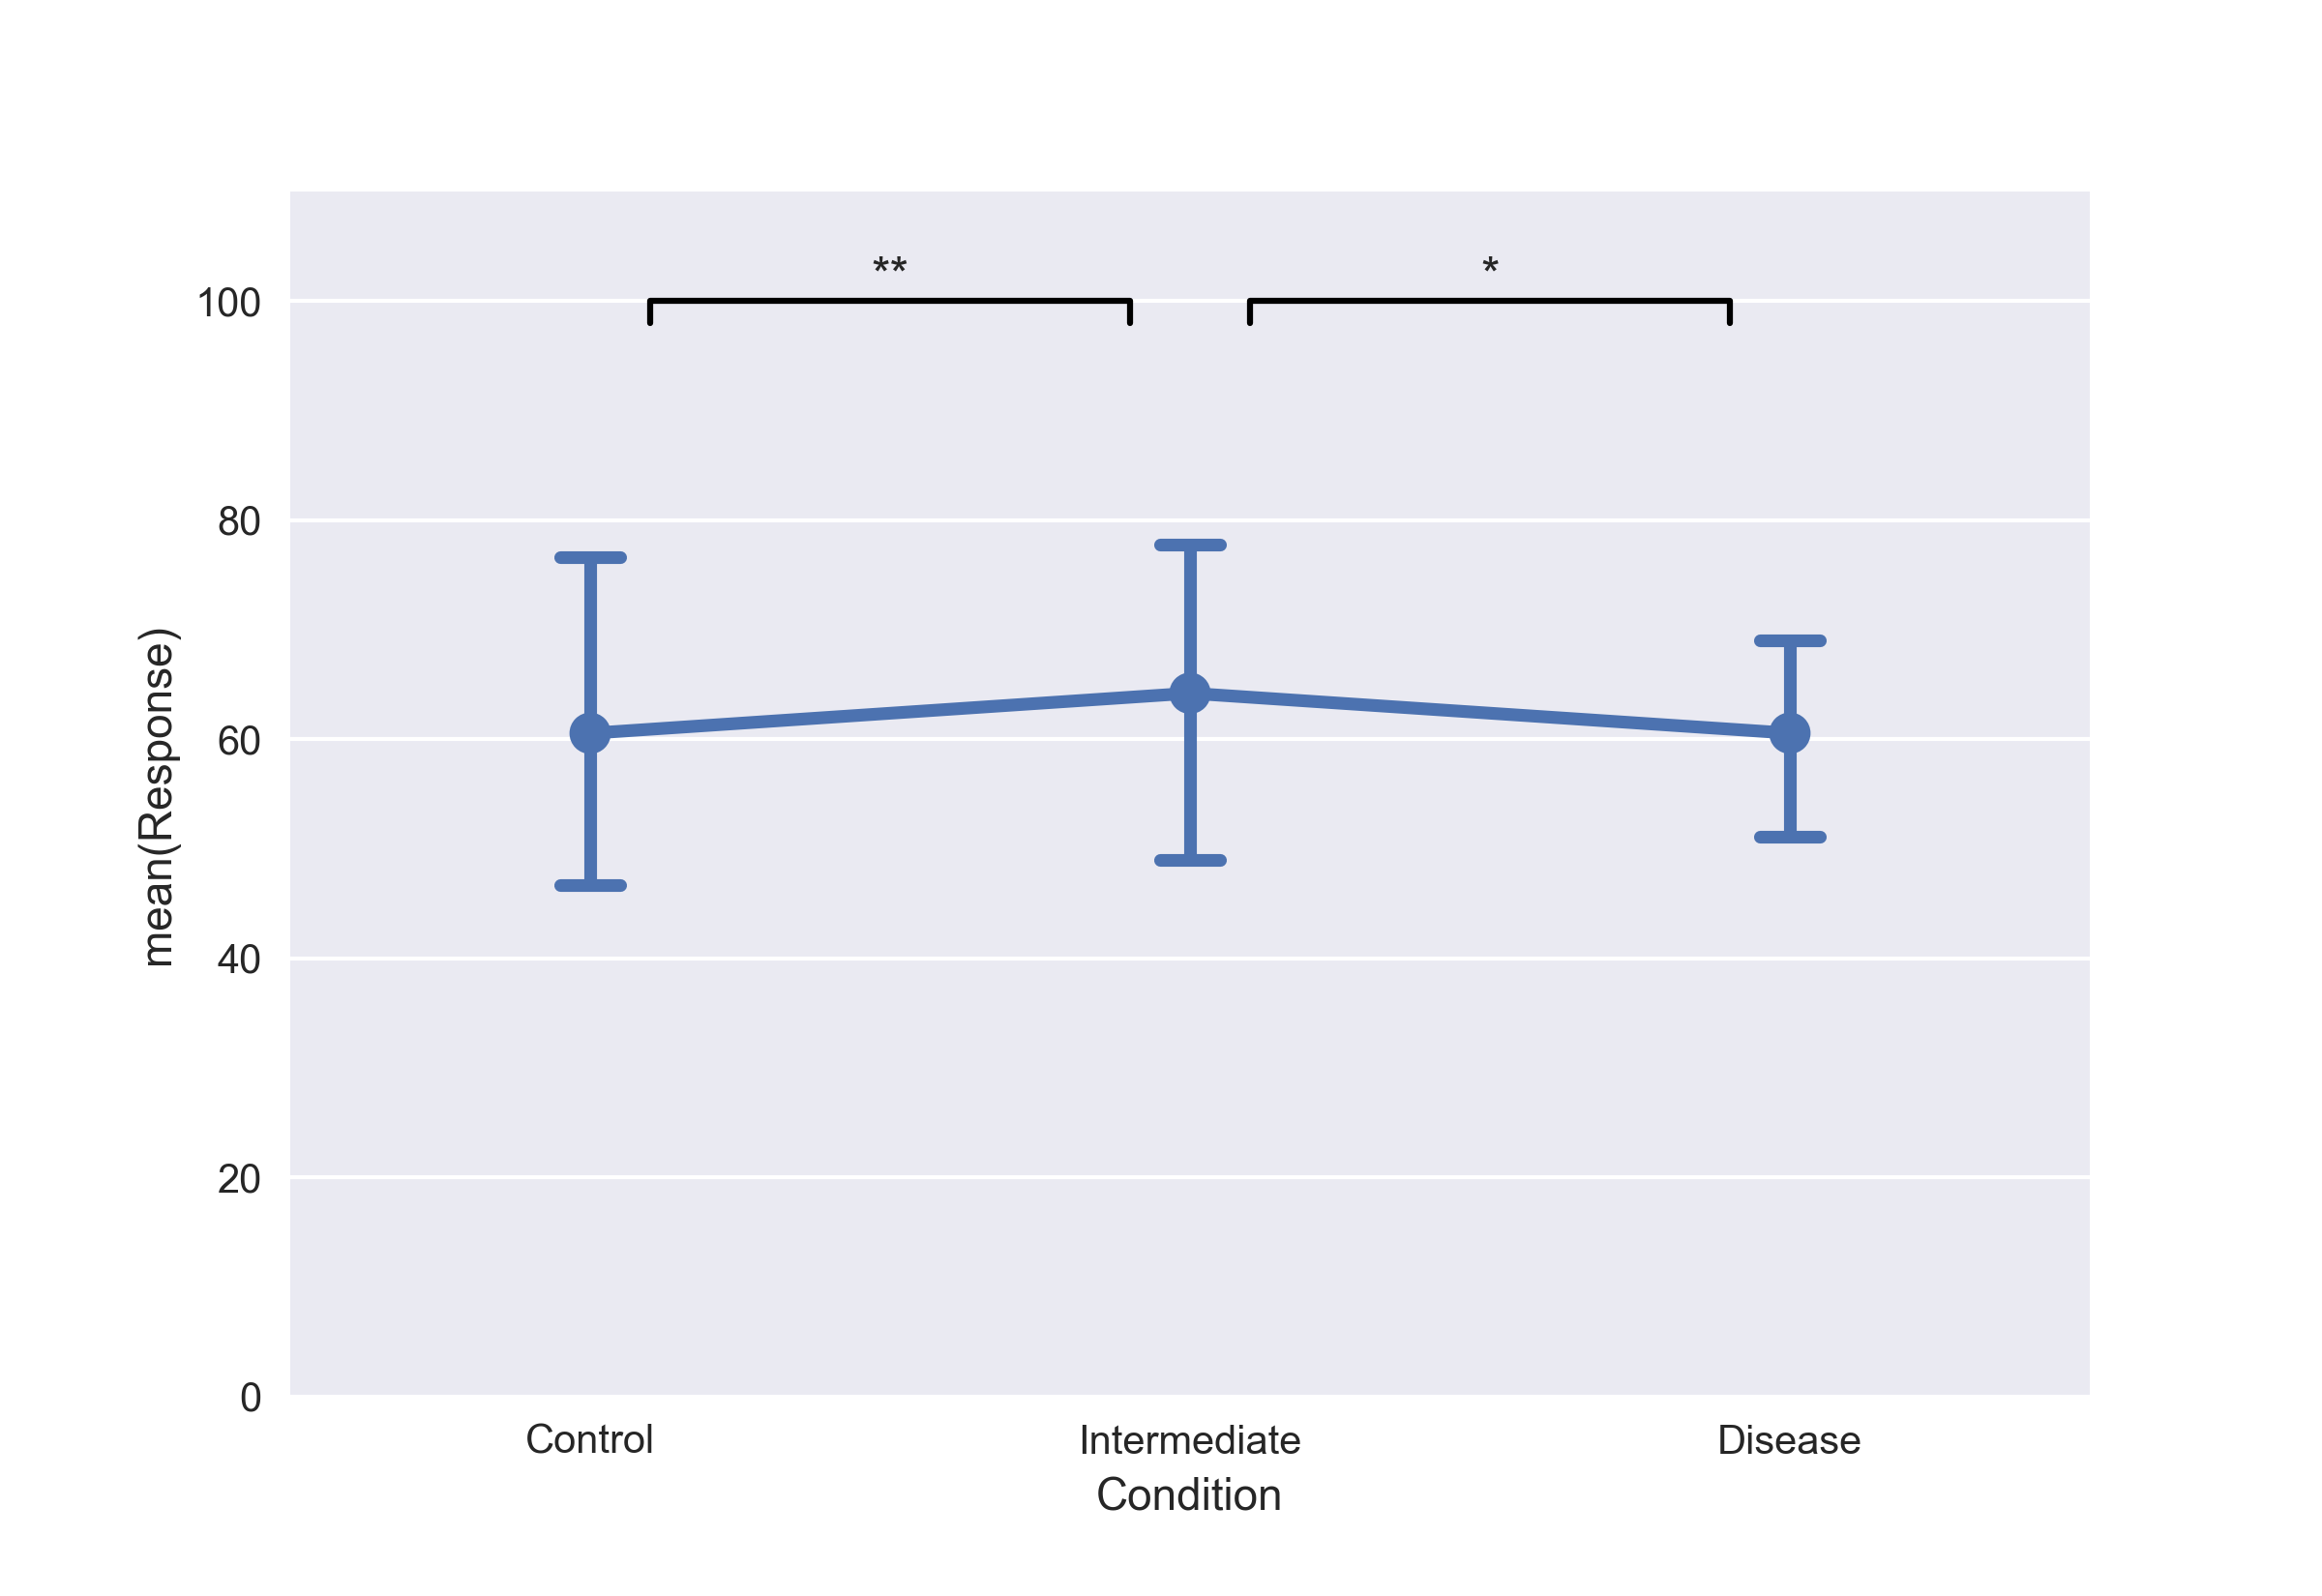 ** *
100
80
60
40
20
0
mean(Response)
Control Intermediate Disease
Condition